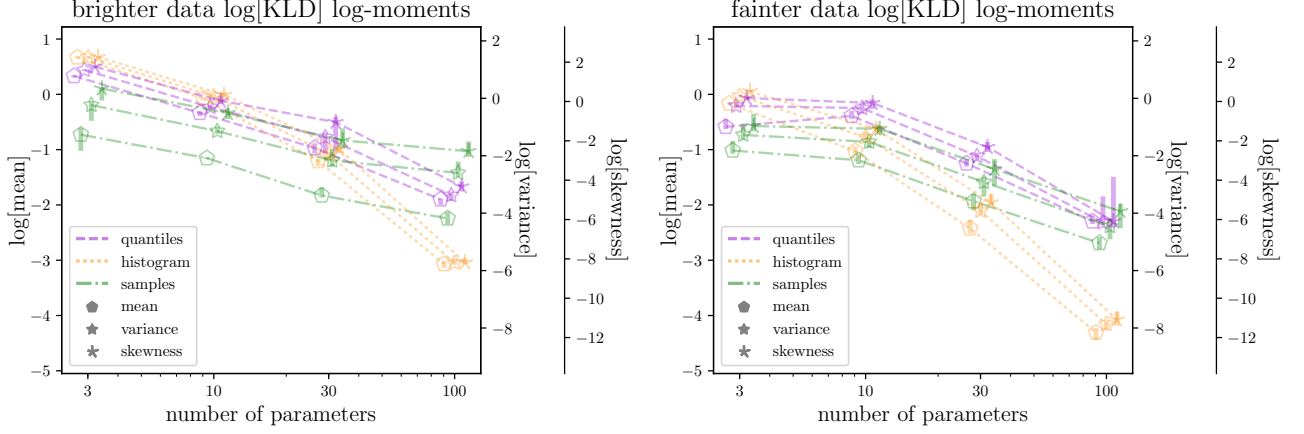 brighter data log[KLD] log-moments
1
0
−1
−2
−3
−4
−5
log[mean]
3
10
30
100
number of parameters
2
0
−2
−4
−6
−8
log[variance]
2
0
−2
−4
−6
−8
−10
−12
log[skewness]
quantiles
histogram
samples
mean
variance
skewness
fainter data log[KLD] log-moments
1
0
−1
−2
−3
−4
−5
log[mean]
3
10
30
100
number of parameters
2
0
−2
−4
−6
−8
log[variance]
2
0
−2
−4
−6
−8
−10
−12
log[skewness]
quantiles
histogram
samples
mean
variance
skewness